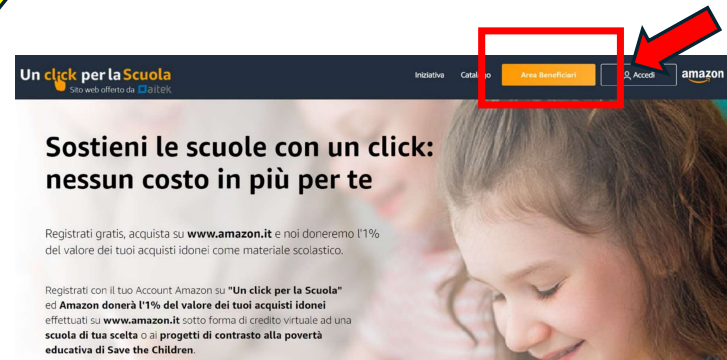 Un click per la Scuola
Sito web offerto da aitek
Iniziativa Catalogo Area Beneficiari Accedi amazon
Sostieni le scuole con un click:
nessun costo in più per te
Registrati gratis, acquista su www.amazon.it e noi doneremo l'1%
del valore dei tuoi acquisti idonei come materiale scolastico.
Registrati con il tuo Account Amazon su "Un click per la Scuola"
ed Amazon donerà l'1% del valore dei tuoi acquisti idonei
effettuati su www.amazon.it sotto forma di credito virtuale ad una
scuola di tua scelta o ai progetti di contrasto alla povertà
educativa di Save the Children.